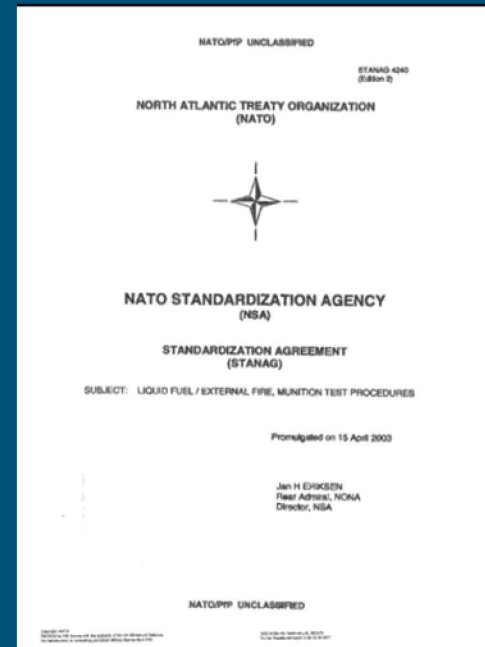 NATO/PfP UNCLASSIFIED
STANAG 4240
(Edition 2)
NORTH ATLANTIC TREATY ORGANIZATION
(NATO)
NATO STANDARDIZATION AGENCY
(NSA)
STANDARDIZATION AGREEMENT
(STANAG)
SUBJECT: LIQUID FUEL / EXTERNAL FIRE, MUNITION TEST PROCEDURES
Promulgated on 15 April 2003
Jan H ERIKSEN
Rear Admiral, NONA
Director, NSA
NATO/PfP UNCLASSIFIED